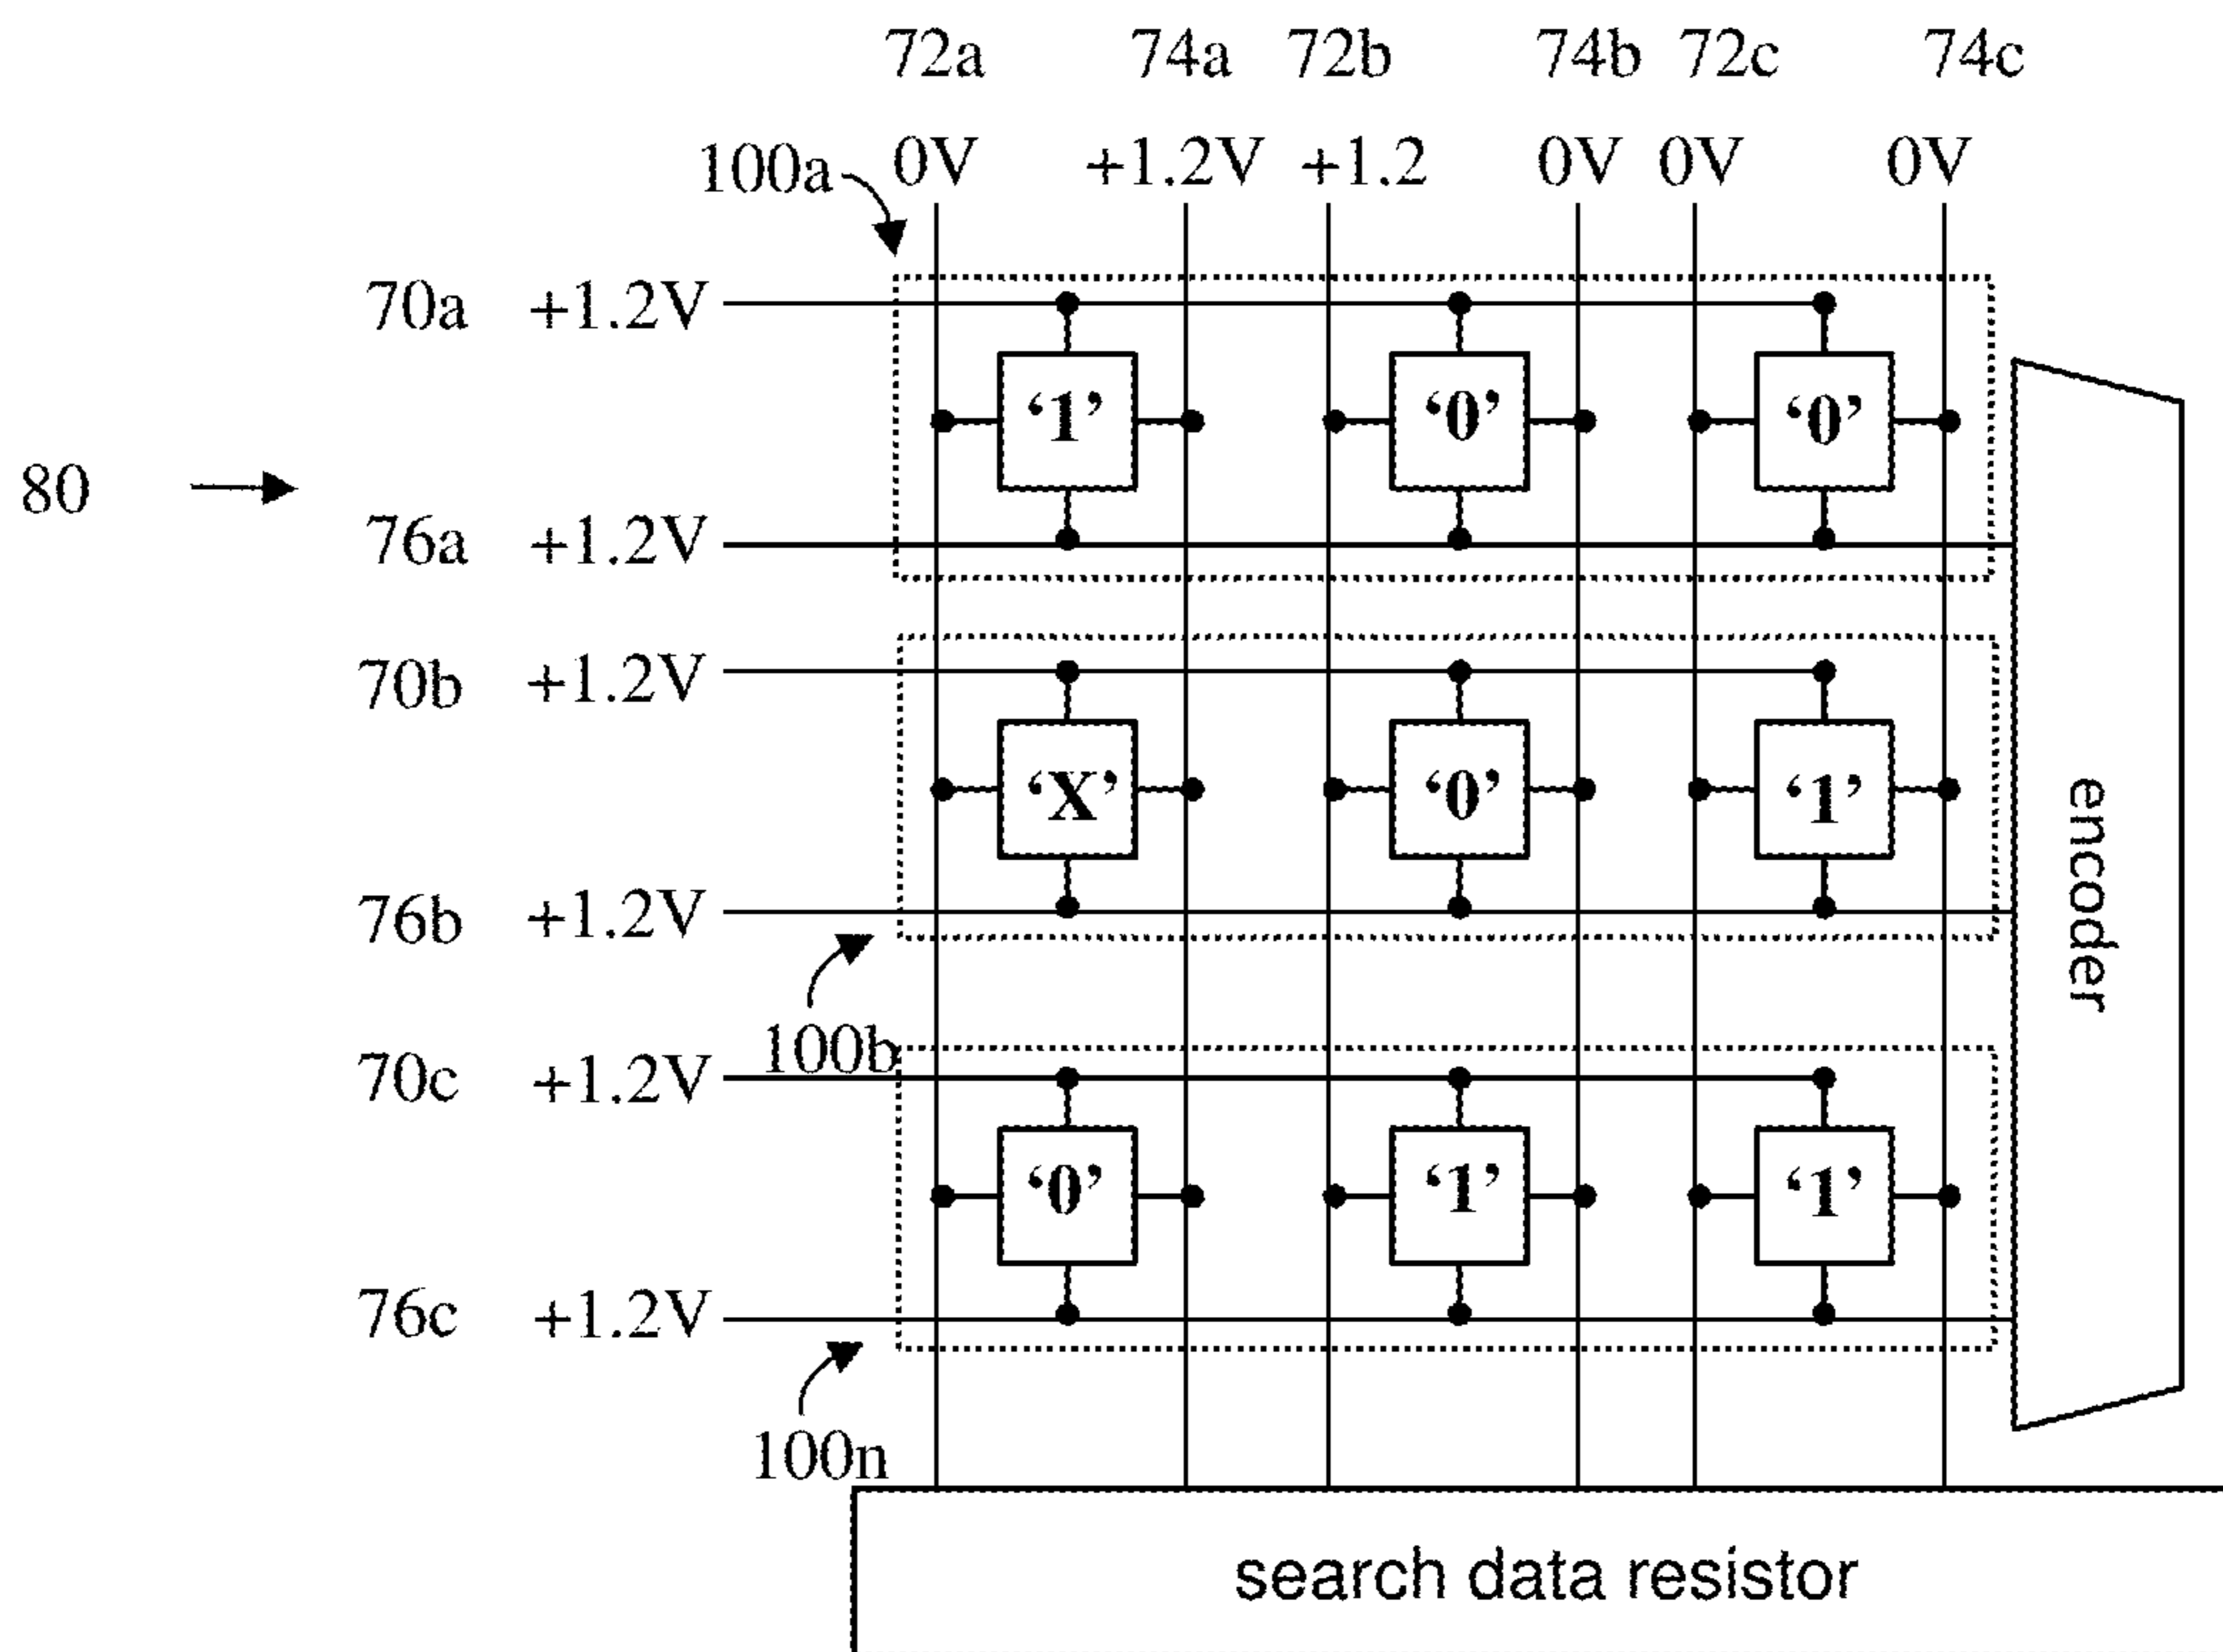 72a 74a 72b 74b 72c 74c
100a 0V +1.2V +1.2 0V 0V 0V
70a +1.2V
‘1’ ‘0’ ‘0’
80
76a +1.2V
70b +1.2V
‘X’ ‘0’ ‘1’
76b +1.2V
encoder
100b
70c +1.2V
‘0’ ‘1’ ‘1’
76c +1.2V
100n
search data resistor